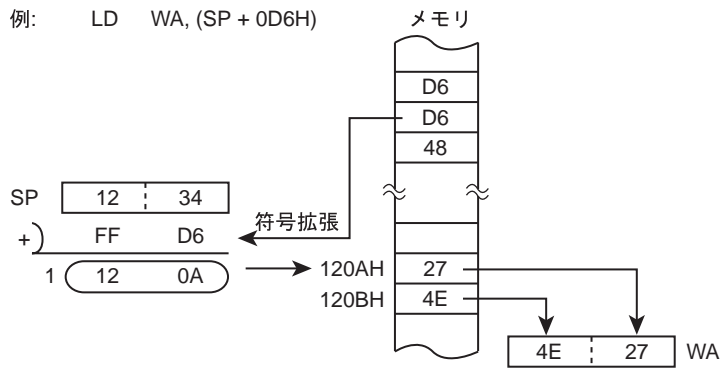 例: LD WA, (SP + 0D6H)
メモリ
D6
D6
48
SP 12 34
符号拡張
+) FF D6
1 12 0A
120AH 27
120BH 4E
4E 27 WA